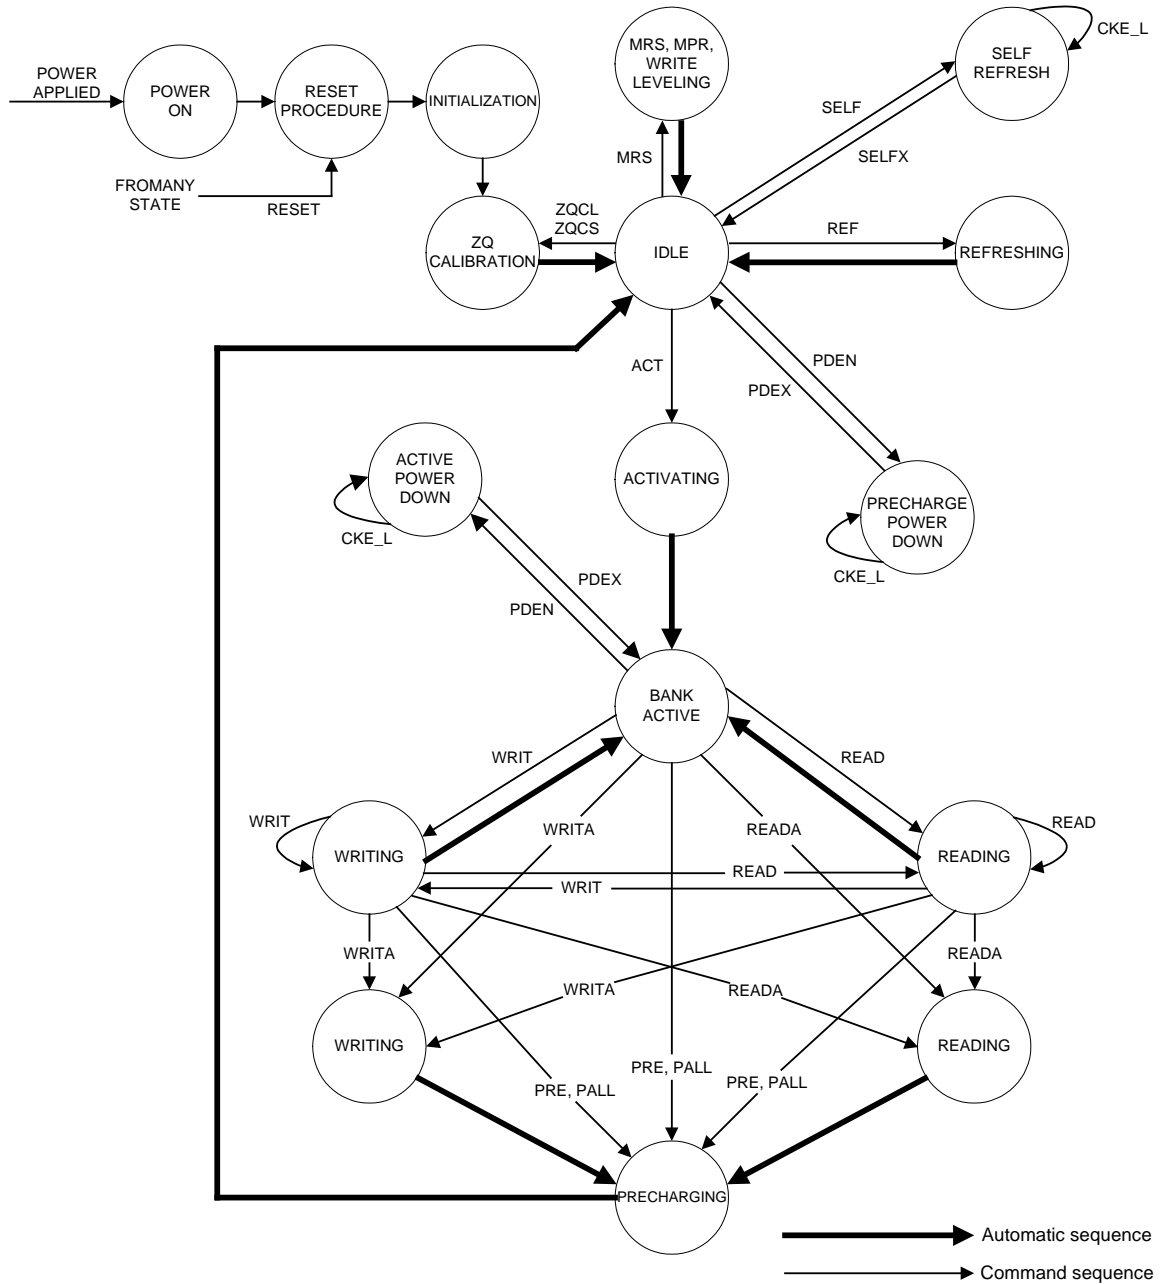 MRS, MPR,
WRITE
LEVELING
SELF
REFRESH
CKE_L
POWER
APPLIED
POWER
ON
RESET
PROCEDURE
INITIALIZATION
SELF
SELFX
MRS
FROMANY
STATE
RESET
ZQCL
ZQCS
ZQ
CALIBRATION
IDLE
REF
REFRESHING
ACT
PDEN
PDEX
ACTIVE
POWER
DOWN
CKE_L
ACTIVATING
PRECHARGE
POWER
DOWN
CKE_L
PDEX
PDEN
BANK
ACTIVE
WRIT
READ
WRIT
WRITA
READA
READ
WRITING
READING
READ
WRIT
WRITA
READA
WRITA
READA
WRITING
READING
PRE, PALL
PRE, PALL
PRE, PALL
PRECHARGING
Automatic sequence
Command sequence